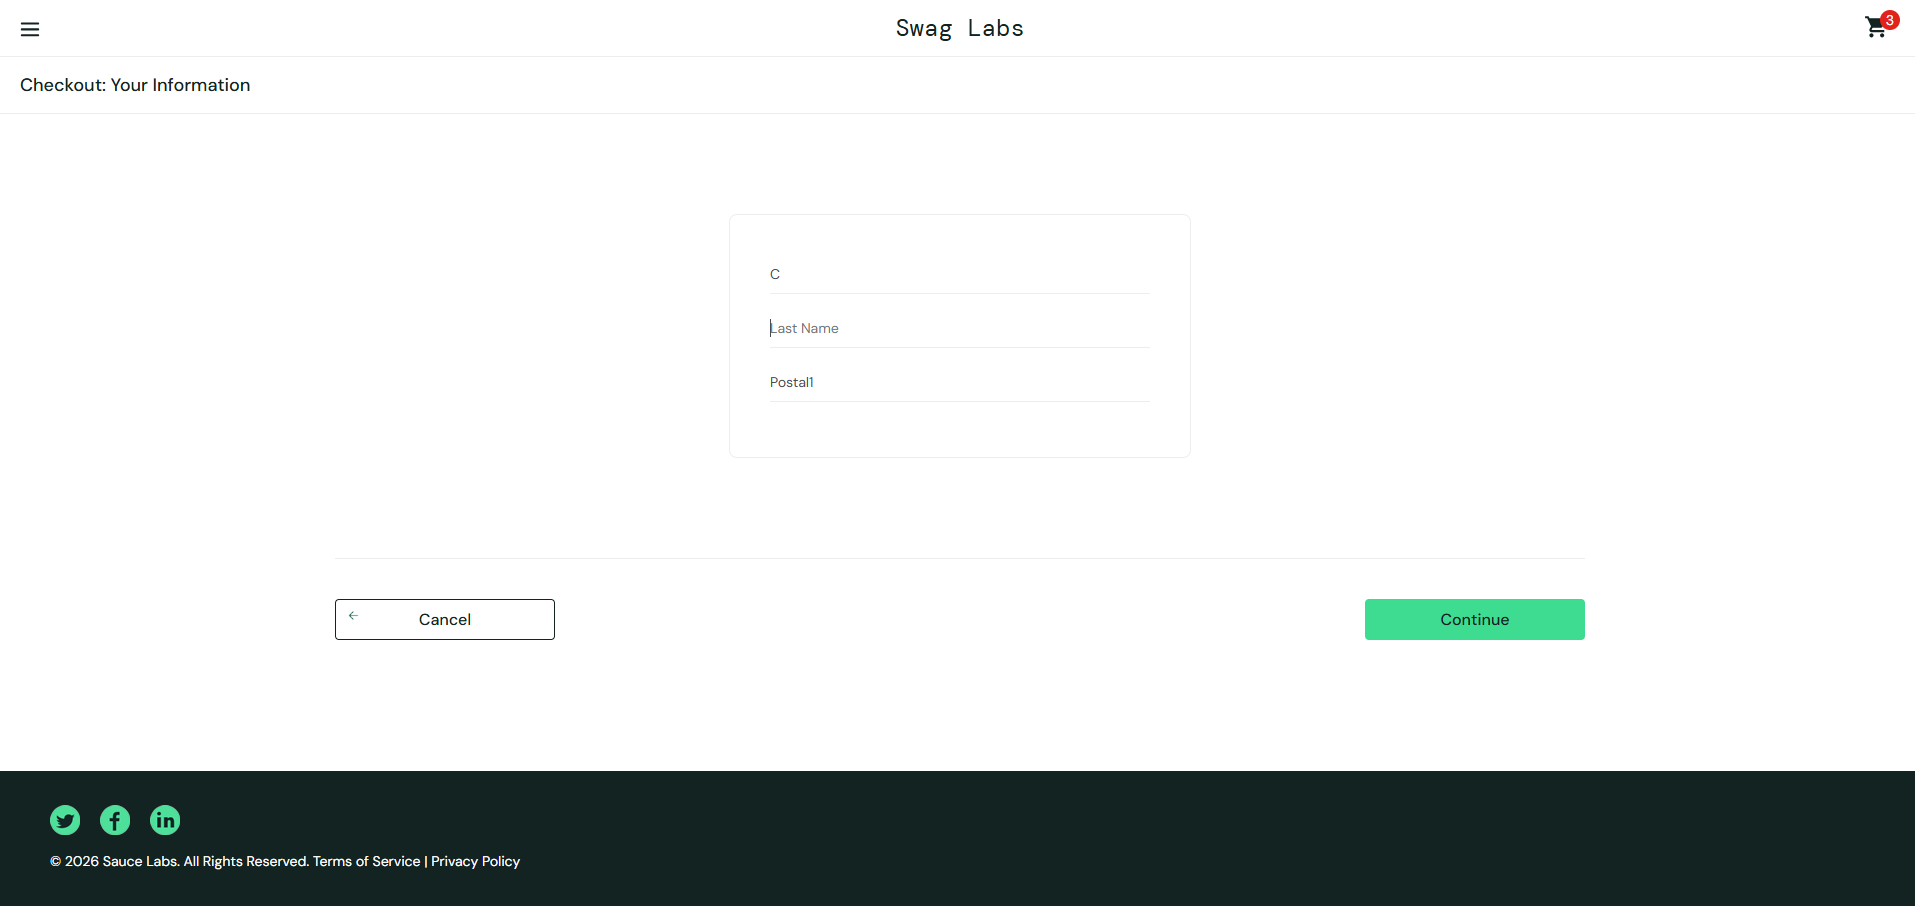 Swag Labs
3
Checkout: Your Information
C
Last Name
Postal1
Cancel
Continue
© 2026 Sauce Labs. All Rights Reserved. Terms of Service | Privacy Policy